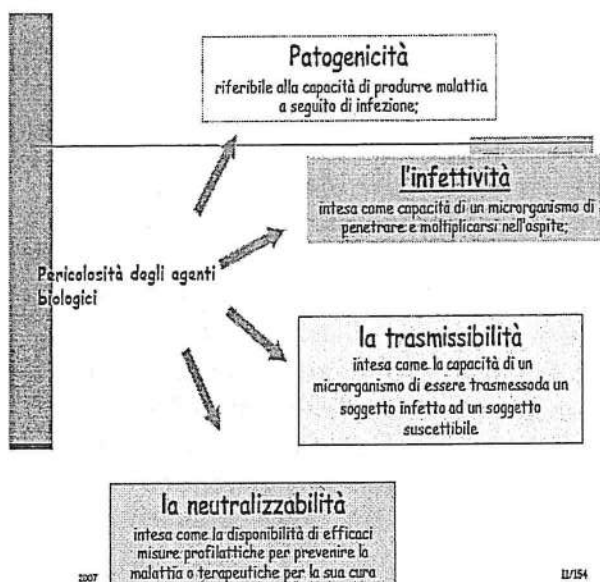 Patogenicità
riferibile alla capacità di produrre malattia
a seguito di infezione;
l'infettività
intesa come capacità di un microrganismo di
penetrare e moltiplicarsi nell'ospite;
Pericolosità degli agenti
biologici
la trasmissibilità
intesa come la capacità di un
microrganismo di essere trasmessoda un
soggetto infetto ad un soggetto
suscettibile
la neutralizzabilità
intesa come la disponibilità di efficaci
misure profilattiche per prevenire la
malattia o terapeutiche per la sua cura
2007
II/154